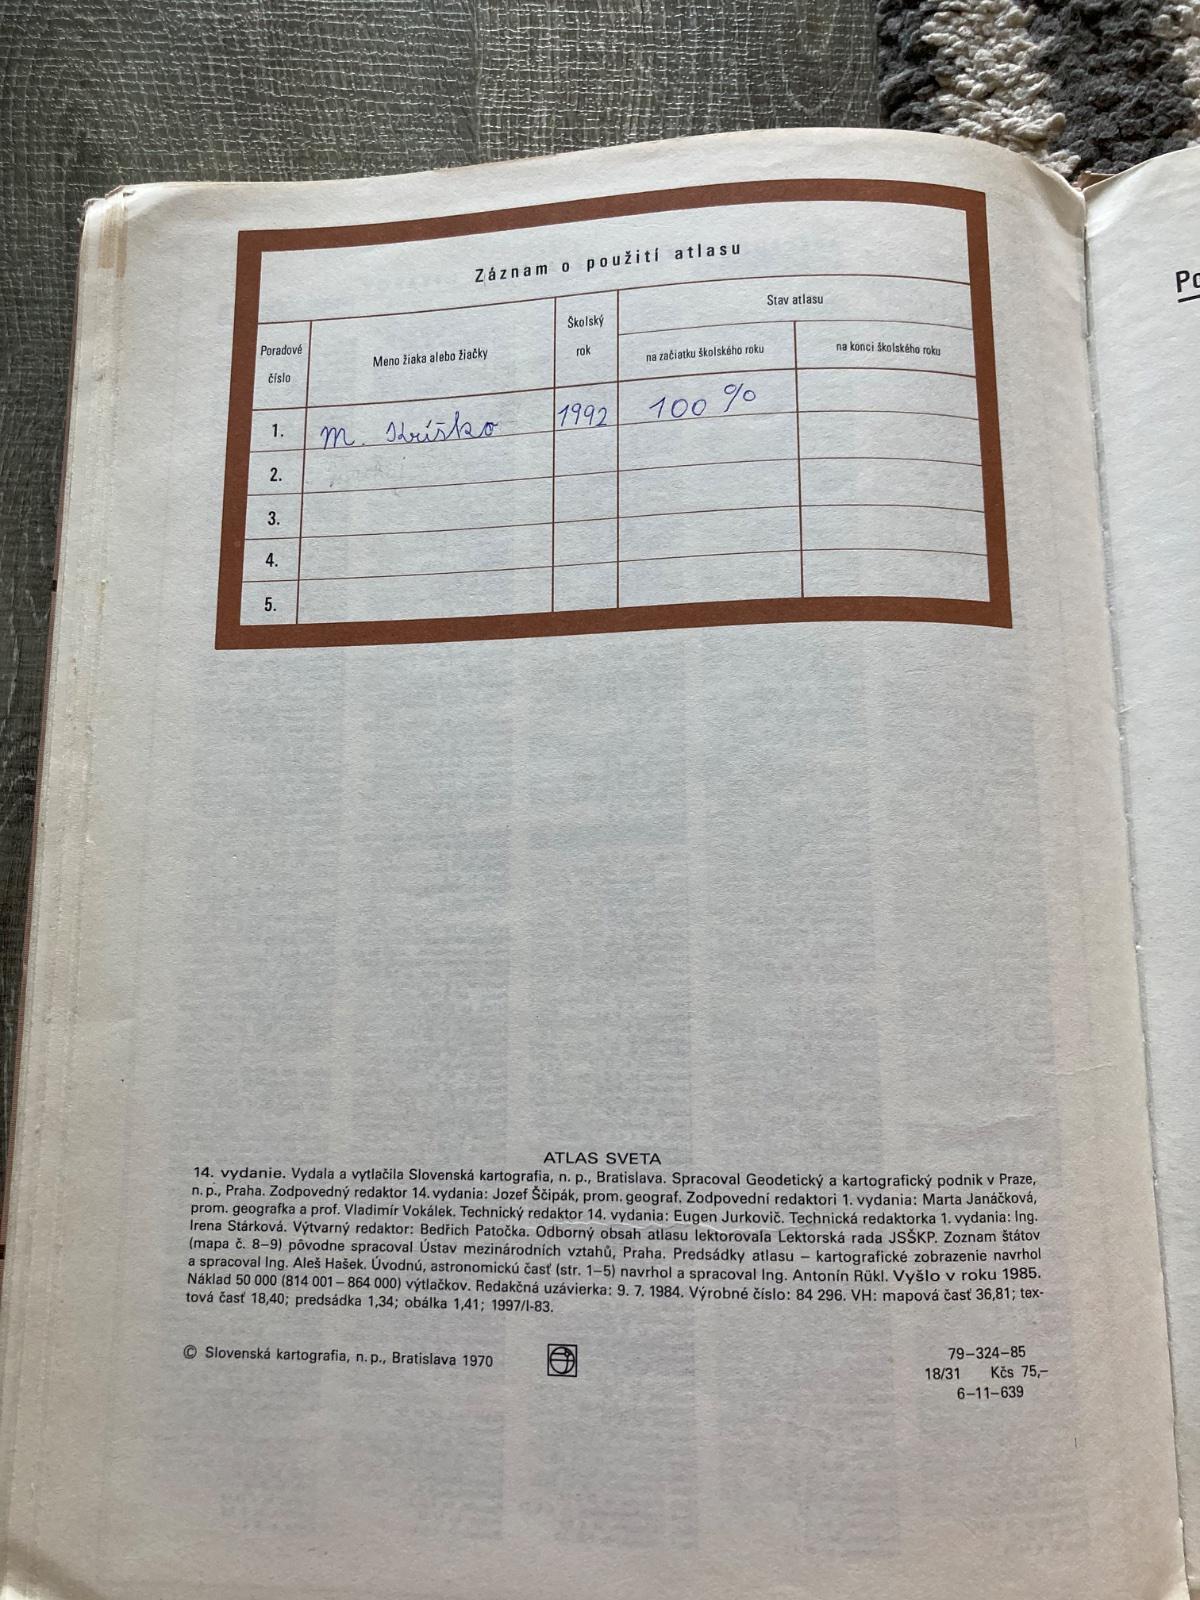 Záznam o použití atlasu
Poradové číslo
Meno žiaka alebo žiačky
Školský rok
Stav atlasu
na začiatku školského roku
na konci školského roku
1. M. Kríško 1992 100 %
2.
3.
4.
5.
ATLAS SVETA
14. vydanie. Vydala a vytlačila Slovenská kartografia, n. p., Bratislava. Spracoval Geodetický a kartografický podnik v Praze,
n. p., Praha. Zodpovedný redaktor 14. vydania: Jozef Ščipák, prom. geograf. Zodpovední redaktori 1. vydania: Marta Janáčková,
prom. geografka a prof. Vladimír Vokálek. Technický redaktor 14. vydania: Eugen Jurkovič. Technická redaktorka 1. vydania: Ing.
Irena Stárková. Výtvarný redaktor: Bedřich Patočka. Odborný obsah atlasu lektorovala Lektorská rada JSŠKP. Zoznam štátov
(mapa č. 8–9) pôvodne spracoval Ústav mezinárodních vztahů, Praha. Predsádky atlasu – kartografické zobrazenie navrhol
a spracoval Ing. Aleš Hašek. Úvodnú, astronomickú časť (str. 1–5) navrhol a spracoval Ing. Antonín Rükl. Vyšlo v roku 1985.
Náklad 50 000 (814 001 – 864 000) výtlačkov. Redakčná uzávierka: 9. 7. 1984. Výrobné číslo: 84 296. VH: mapová časť 36,81; tex-
tová časť 18,40; predsádka 1,34; obálka 1,41; 1997/I-83.
© Slovenská kartografia, n. p., Bratislava 1970
79–324–85
18/31 Kčs 75,–
6–11–639